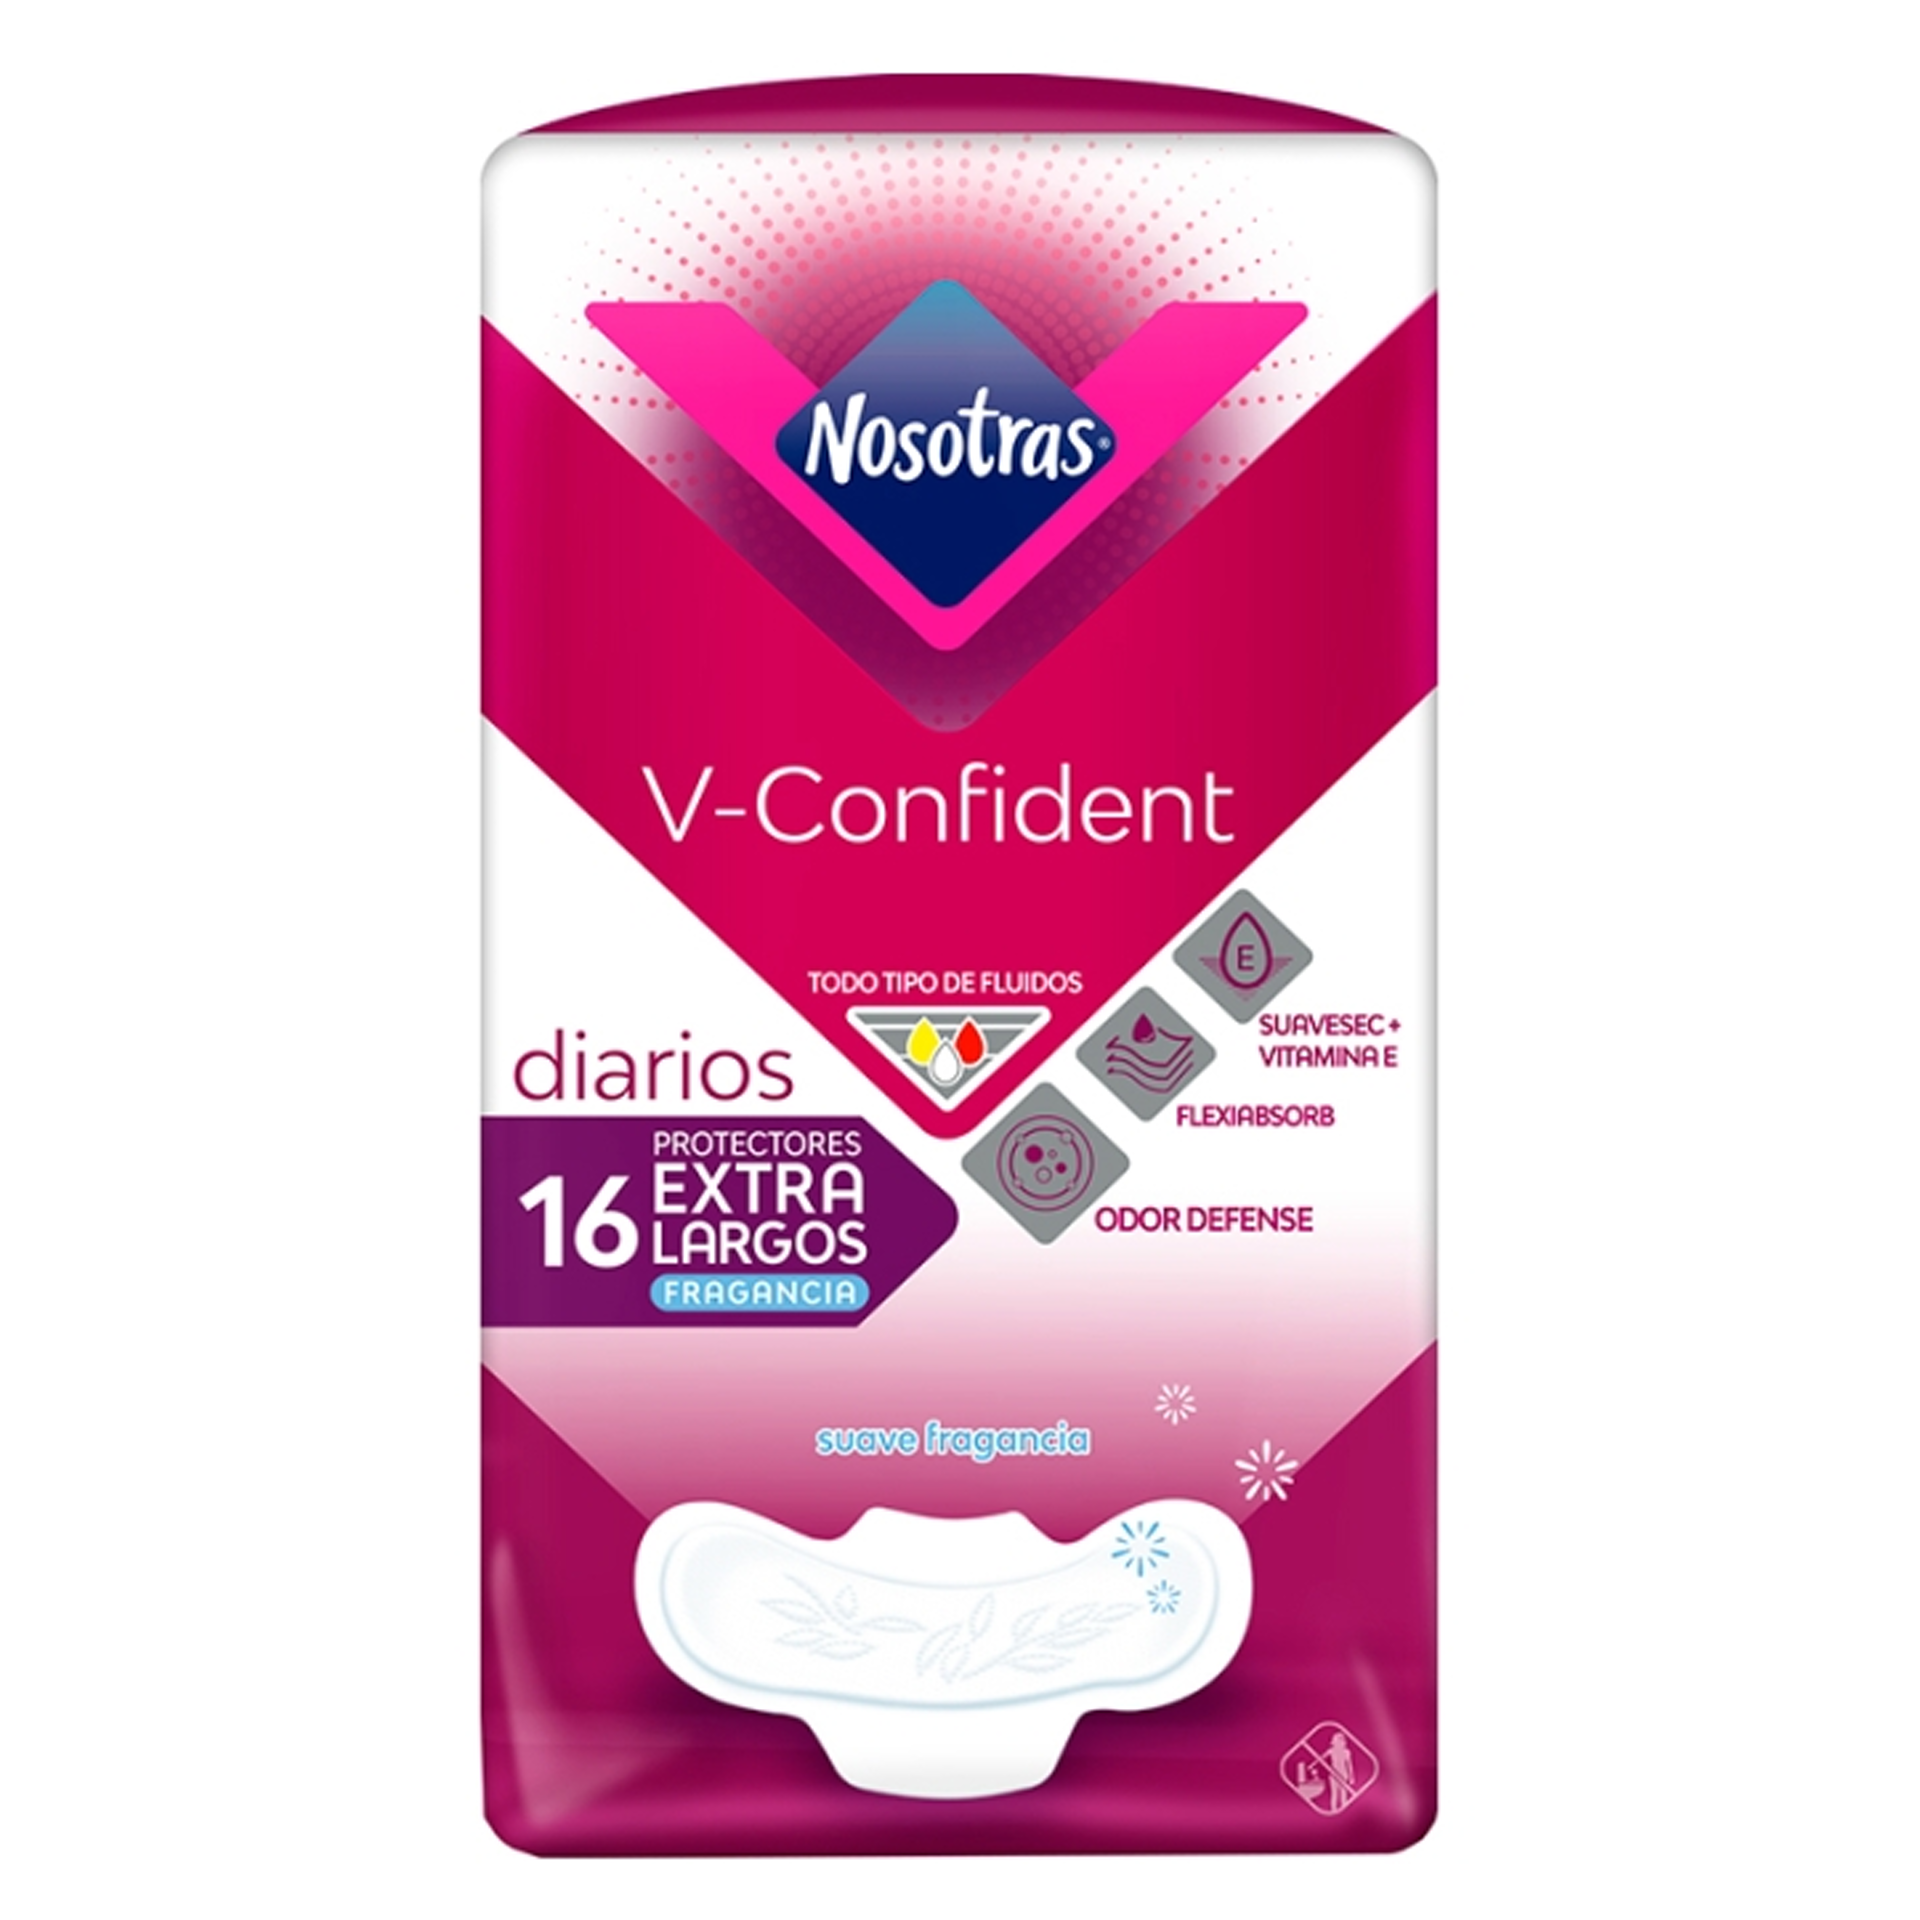 Nosotras®
V-Confident
TODO TIPO DE FLUIDOS
E
SUAVESEC +
VITAMINA E
FLEXIABSORB
ODOR DEFENSE
diarios
16
PROTECTORES
EXTRA
LARGOS
FRAGANCIA
suave fragancia